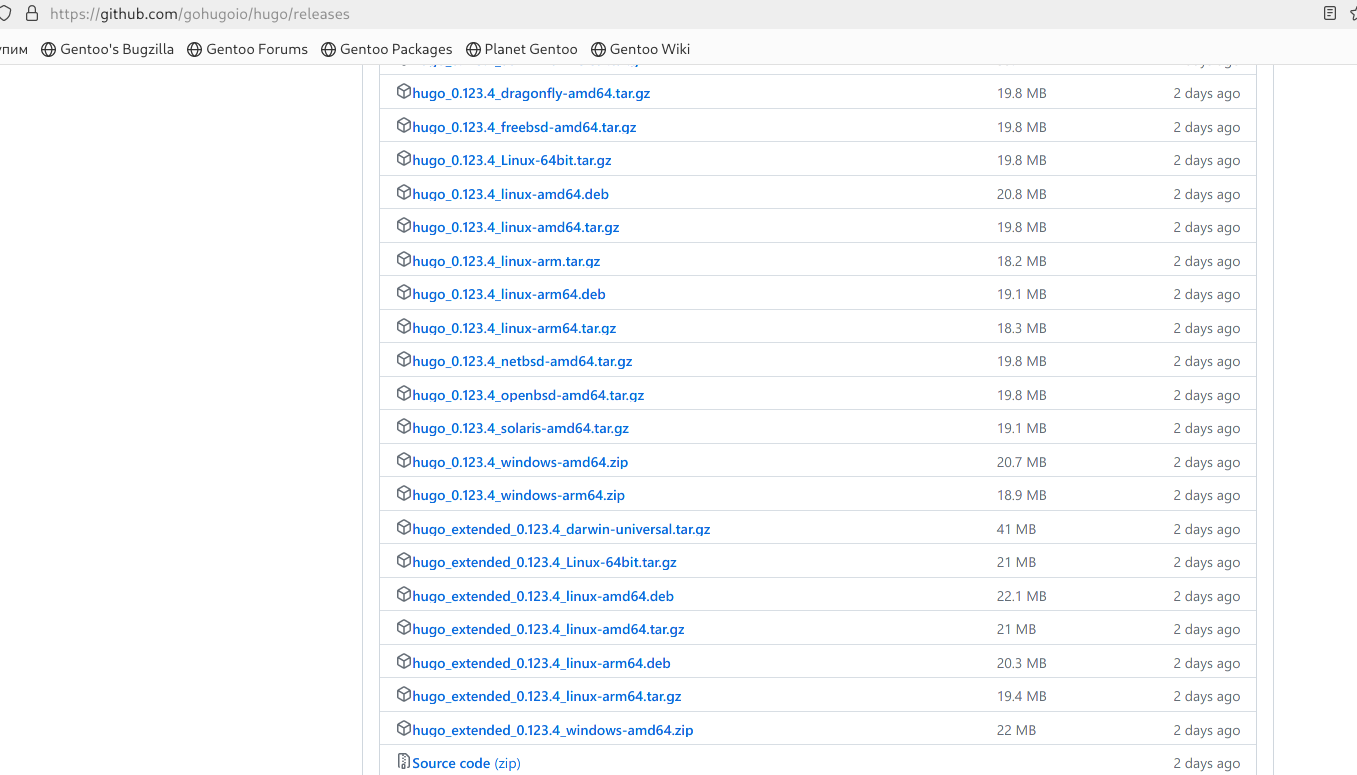 https://github.com/gohugoio/hugo/releases
Gentoo's Bugzilla Gentoo Forums Gentoo Packages Planet Gentoo Gentoo Wiki
hugo_0.123.4_dragonfly-amd64.tar.gz 19.8 MB 2 days ago
hugo_0.123.4_freebsd-amd64.tar.gz 19.8 MB 2 days ago
hugo_0.123.4_Linux-64bit.tar.gz 19.8 MB 2 days ago
hugo_0.123.4_linux-amd64.deb 20.8 MB 2 days ago
hugo_0.123.4_linux-amd64.tar.gz 19.8 MB 2 days ago
hugo_0.123.4_linux-arm.tar.gz 18.2 MB 2 days ago
hugo_0.123.4_linux-arm64.deb 19.1 MB 2 days ago
hugo_0.123.4_linux-arm64.tar.gz 18.3 MB 2 days ago
hugo_0.123.4_netbsd-amd64.tar.gz 19.8 MB 2 days ago
hugo_0.123.4_openbsd-amd64.tar.gz 19.8 MB 2 days ago
hugo_0.123.4_solaris-amd64.tar.gz 19.1 MB 2 days ago
hugo_0.123.4_windows-amd64.zip 20.7 MB 2 days ago
hugo_0.123.4_windows-arm64.zip 18.9 MB 2 days ago
hugo_extended_0.123.4_darwin-universal.tar.gz 41 MB 2 days ago
hugo_extended_0.123.4_Linux-64bit.tar.gz 21 MB 2 days ago
hugo_extended_0.123.4_linux-amd64.deb 22.1 MB 2 days ago
hugo_extended_0.123.4_linux-amd64.tar.gz 21 MB 2 days ago
hugo_extended_0.123.4_linux-arm64.deb 20.3 MB 2 days ago
hugo_extended_0.123.4_linux-arm64.tar.gz 19.4 MB 2 days ago
hugo_extended_0.123.4_windows-amd64.zip 22 MB 2 days ago
Source code (zip) 2 days ago